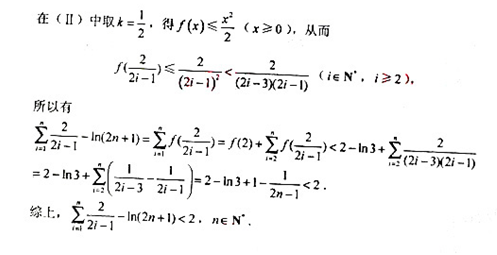 在（Ⅱ）中取 k=1/2，得 f(x)≤x²/2（x≥0），从而
f(2/(2i−1))≤2/(2i−1)²<2/((2i−3)(2i−1))（i∈N*，i≥2），
所以有
∑_{i=1}^{n} 2/(2i−1)−ln(2n+1)=∑_{i=1}^{n} f(2/(2i−1))=f(2)+∑_{i=2}^{n} f(2/(2i−1))<2−ln3+∑_{i=2}^{n} 2/((2i−3)(2i−1))
=2−ln3+∑_{i=2}^{n}(1/(2i−3)−1/(2i−1))=2−ln3+1−1/(2n−1)<2．
综上，∑_{i=1}^{n} 2/(2i−1)−ln(2n+1)<2，n∈N*．